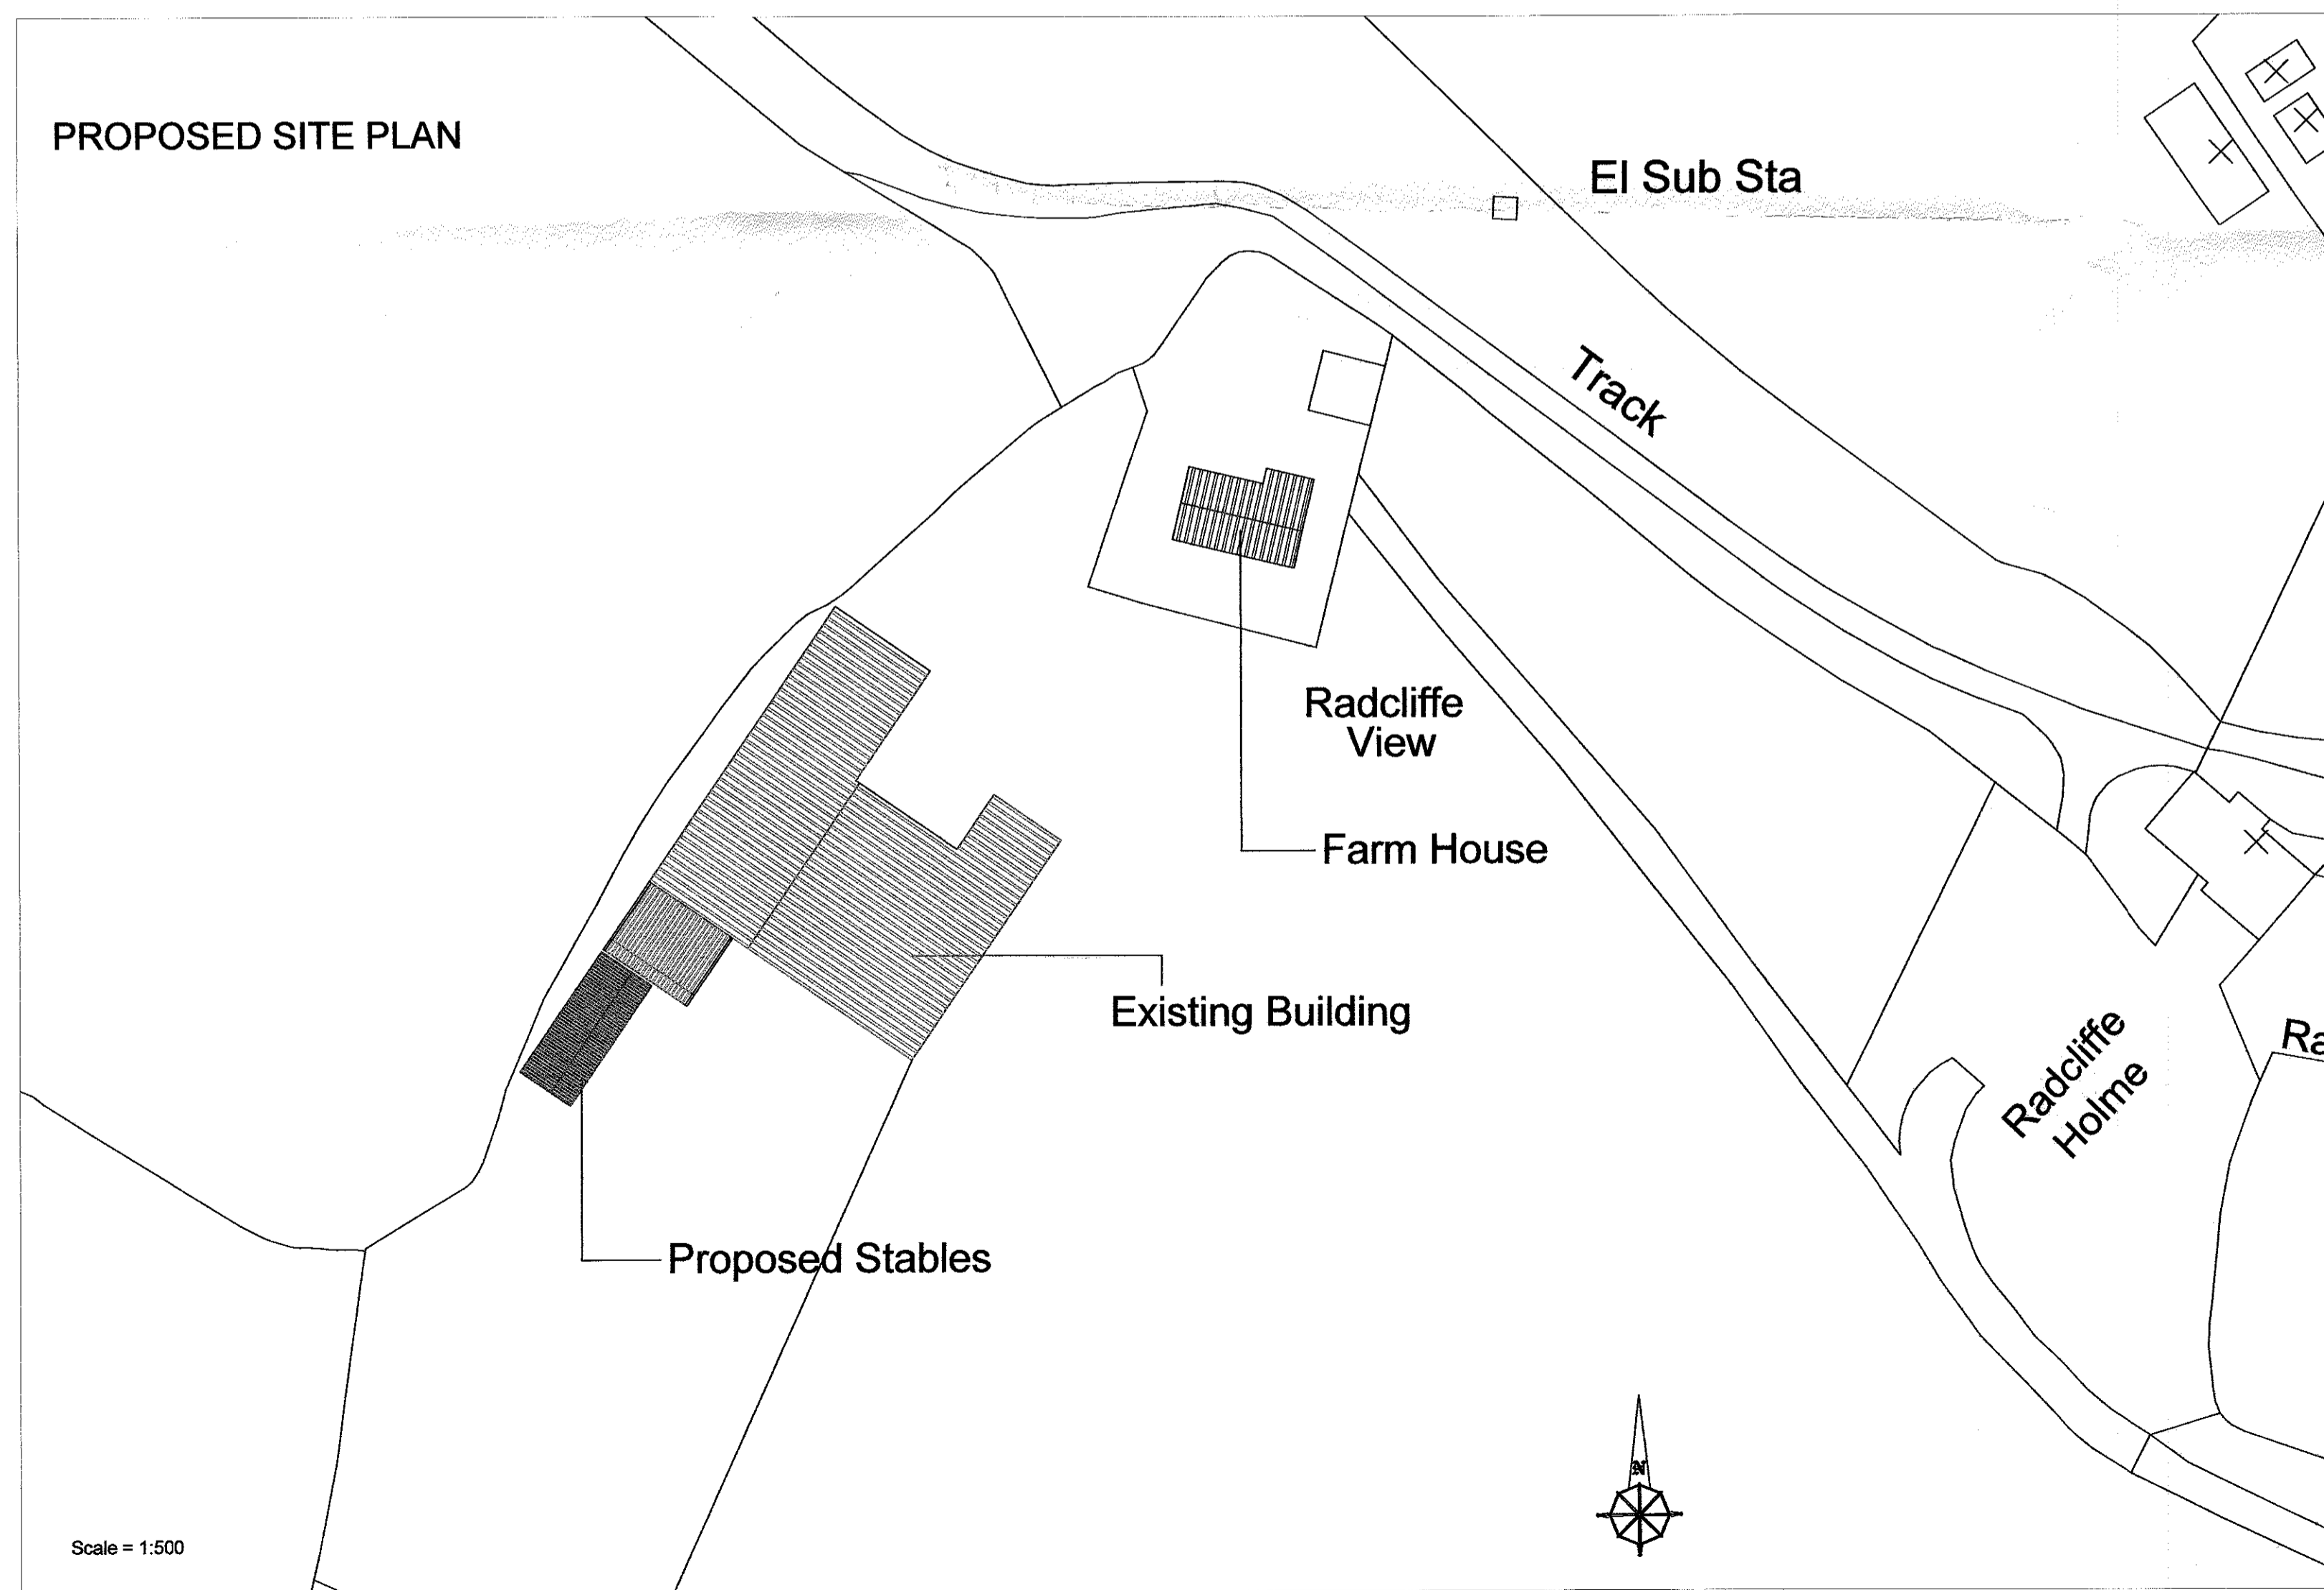 PROPOSED SITE PLAN
El Sub Sta
Track
Radcliffe
View
Farm House
Existing Building
Radcliffe
Holme
Ra
Proposed Stables
N
Scale = 1:500